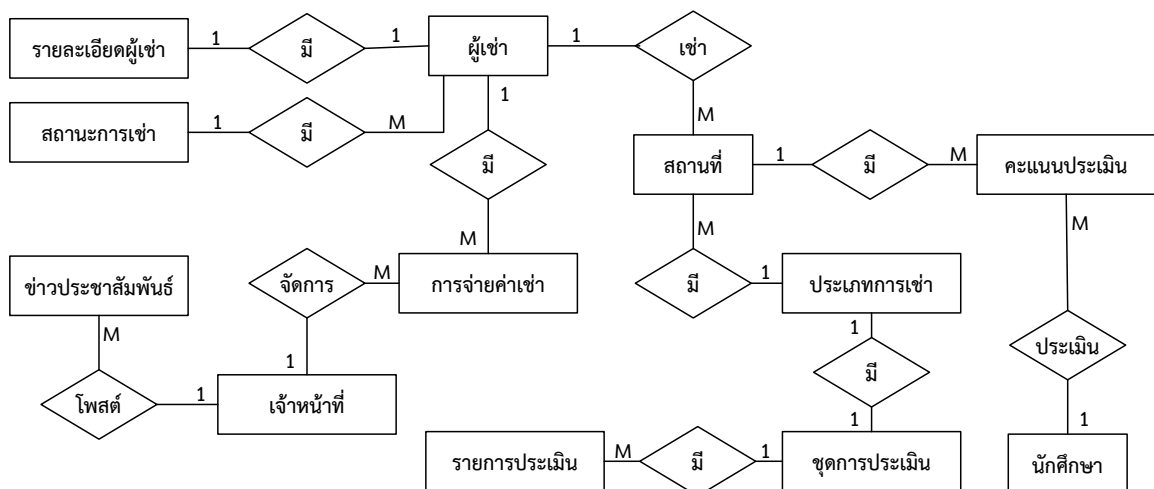 รายละเอียดผู้เช่า 1 มี 1 ผู้เช่า 1 เช่า
สถานะการเช่า 1 มี M 1 M
มี สถานที่ 1 มี M คะแนนประเมิน
M M M
ข่าวประชาสัมพันธ์ จัดการ M การจ่ายค่าเช่า มี 1 ประเภทการเช่า
M 1 1 ประเมิน
โพสต์ 1 เจ้าหน้าที่ มี
1 1
รายการประเมิน M มี 1 ชุดการประเมิน นักศึกษา